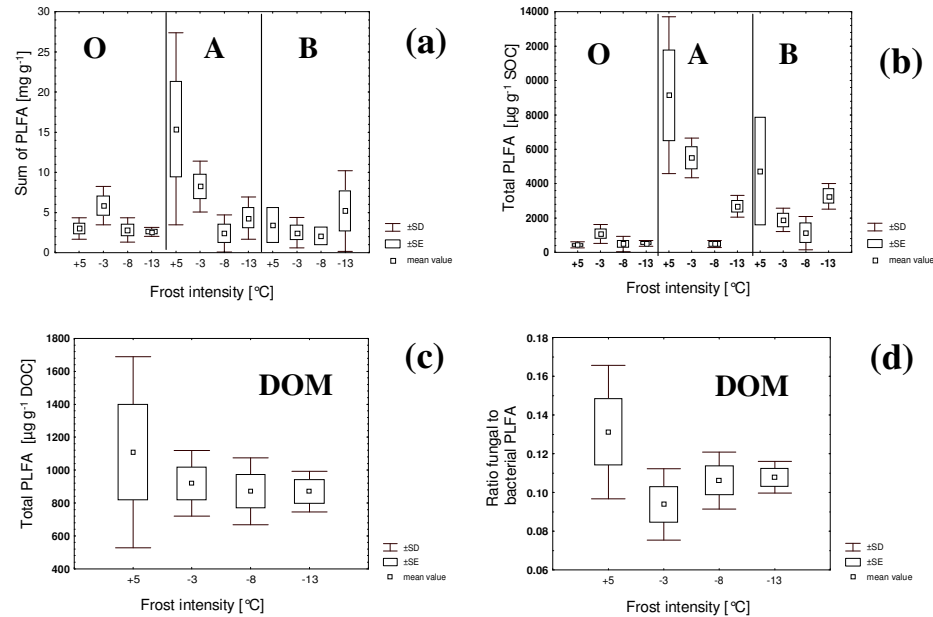 (a)
O A B
Sum of PLFA [mg g⁻¹]
30
25
20
15
10
5
0
+5 -3 -8 -13 +5 -3 -8 -13 +5 -3 -8 -13
Frost intensity [°C]
±SD
±SE
mean value
(b)
O A B
Total PLFA [µg g⁻¹ SOC]
14000
12000
0000
8000
6000
4000
2000
0
+5 -3 -8 -13 +5 -3 -8 -13 +5 -3 -8 -13
Frost intensity [°C]
±SD
±SE
mean value
(c)
DOM
Total PLFA [µg g⁻¹ DOC]
1800
1600
1400
1200
1000
800
600
400
+5 -3 -8 -13
Frost intensity [°C]
±SD
±SE
mean value
(d)
DOM
Ratio fungal to
bacterial PLFA
0.18
0.16
0.14
0.12
0.10
0.08
0.06
+5 -3 -8 -13
Frost intensity [°C]
±SD
±SE
mean value